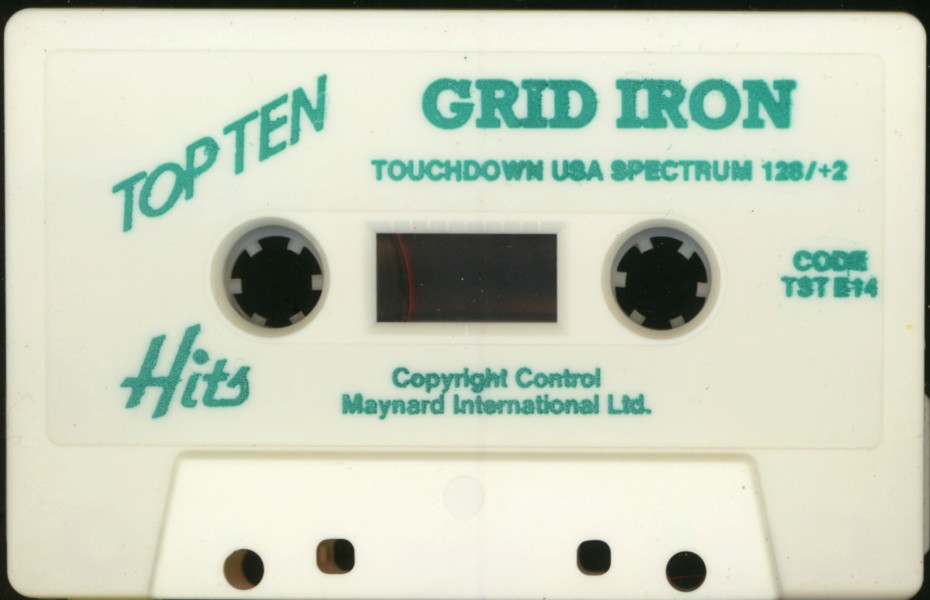 TOP TEN
GRID IRON
TOUCHDOWN USA SPECTRUM 128/+2
CODE
TST E14
Hits
Copyright Control
Maynard International Ltd.